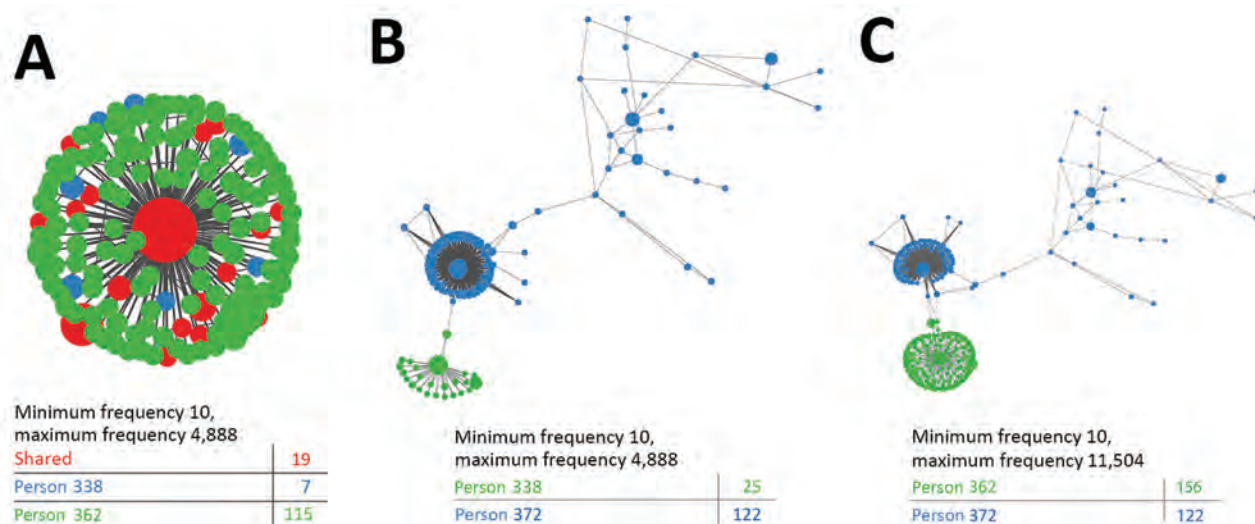 A
B
C
Minimum frequency 10,
maximum frequency 4,888
Shared 19
Person 338 7
Person 362 115
Minimum frequency 10,
maximum frequency 4,888
Person 338 25
Person 372 122
Minimum frequency 10,
maximum frequency 11,504
Person 362 156
Person 372 122